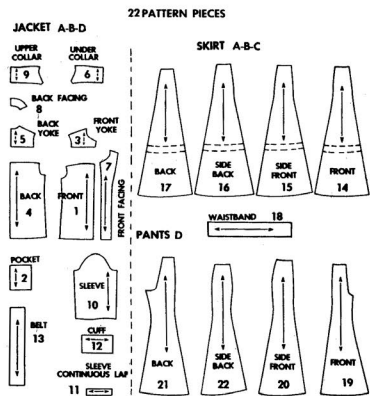 22 PATTERN PIECES
JACKET A-B-D
UPPER COLLAR
9
UNDER COLLAR
6
BACK FACING
8
BACK YOKE
5
FRONT YOKE
3
BACK
4
FRONT
1
7
FRONT FACING
POCKET
2
SLEEVE
10
BELT
13
CUFF
12
SLEEVE
CONTINUOUS LAP
11
SKIRT A-B-C
BACK
17
SIDE BACK
16
SIDE FRONT
15
FRONT
14
WAISTBAND 18
PANTS D
BACK
21
SIDE BACK
22
SIDE FRONT
20
FRONT
19